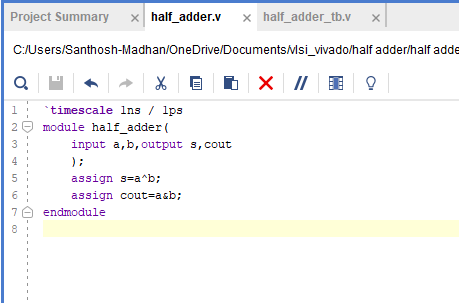 Project Summary × half_adder.v × half_adder_tb.v ×
C:/Users/Santhosh-Madhan/OneDrive/Documents/vlsi_vivado/half adder/half adde
1 `timescale 1ns / 1ps
2 module half_adder(
3 input a,b,output s,cout
4 );
5 assign s=a^b;
6 assign cout=a&b;
7 endmodule
8